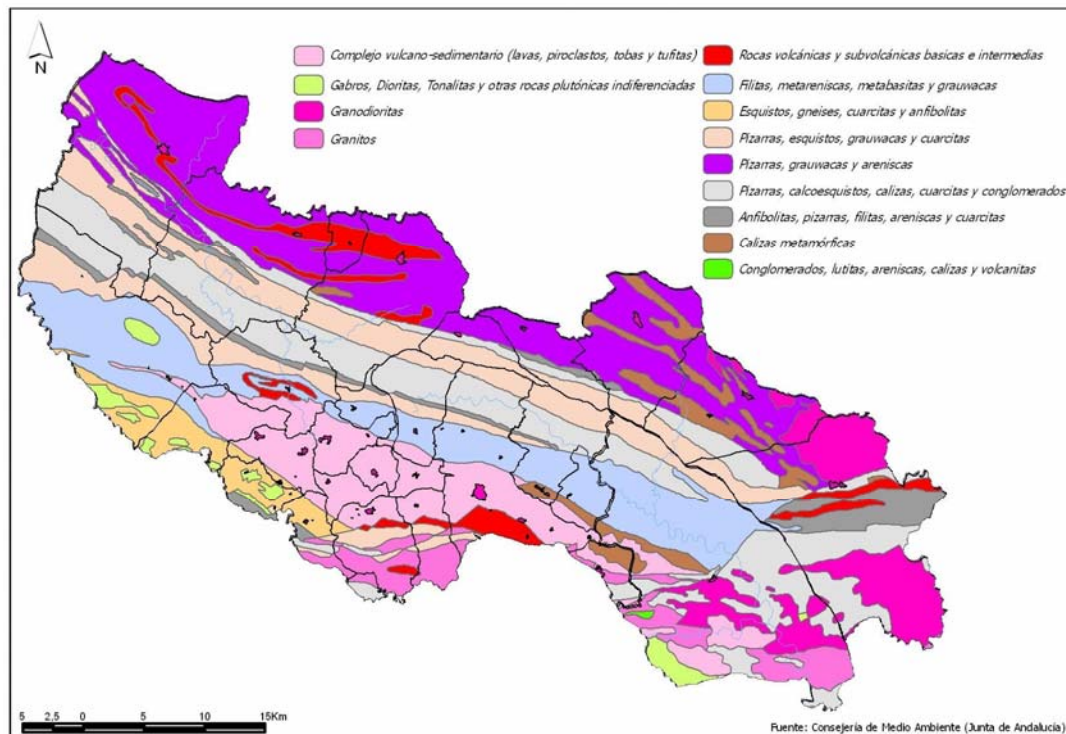 N
Complejo vulcano-sedimentario (lavas, piroclastos, tobas y tufitas)
Gabros, Dioritas, Tonalitas y otras rocas plutónicas indiferenciadas
Granodioritas
Granitos
Rocas volcánicas y subvolcánicas basicas e intermedias
Filitas, metareniscas, metabasitas y grauwacas
Esquistos, gneises, cuarcitas y anfibolitas
Pizarras, esquistos, grauwacas y cuarcitas
Pizarras, grauwacas y areniscas
Pizarras, calcoesquistos, calizas, cuarcitas y conglomerados
Anfibolitas, pizarras, filitas, areniscas y cuarcitas
Calizas metamórficas
Conglomerados, lutitas, areniscas, calizas y volcanitas
5 2,5 0 5 10 15Km
Fuente: Consejería de Medio Ambiente (Junta de Andalucía)